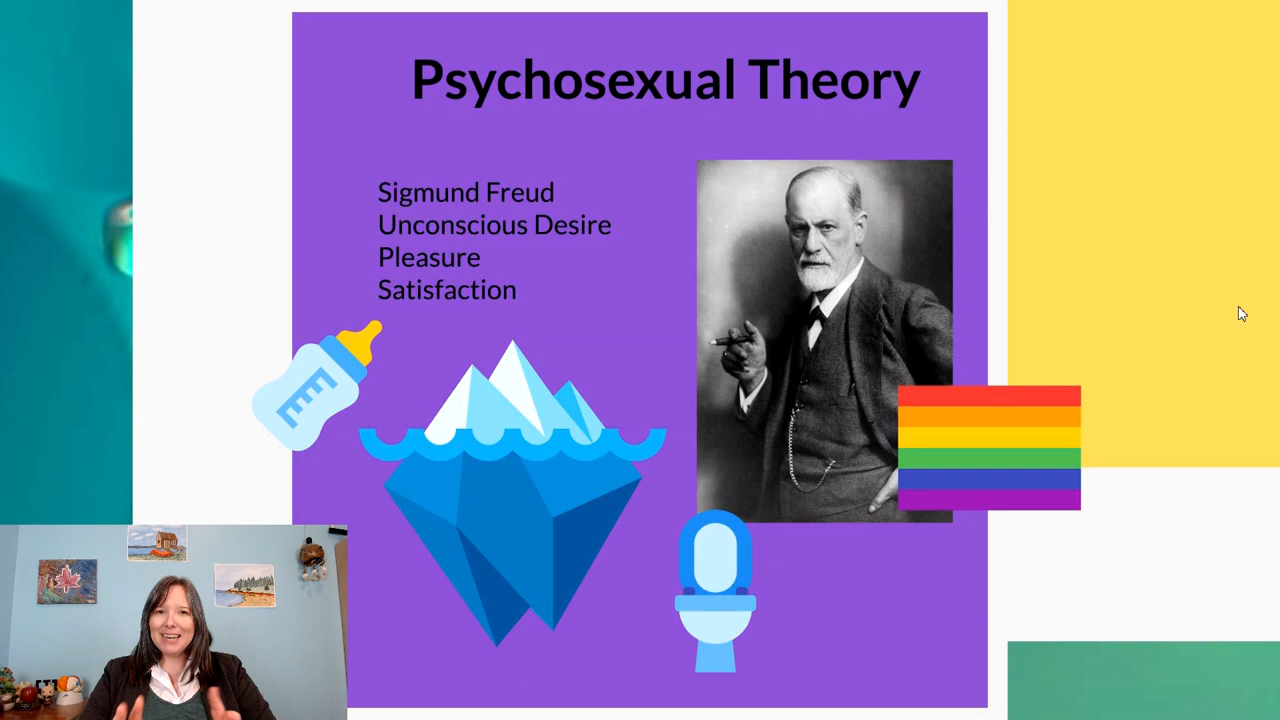 Psychosexual Theory
Sigmund Freud
Unconscious Desire
Pleasure
Satisfaction